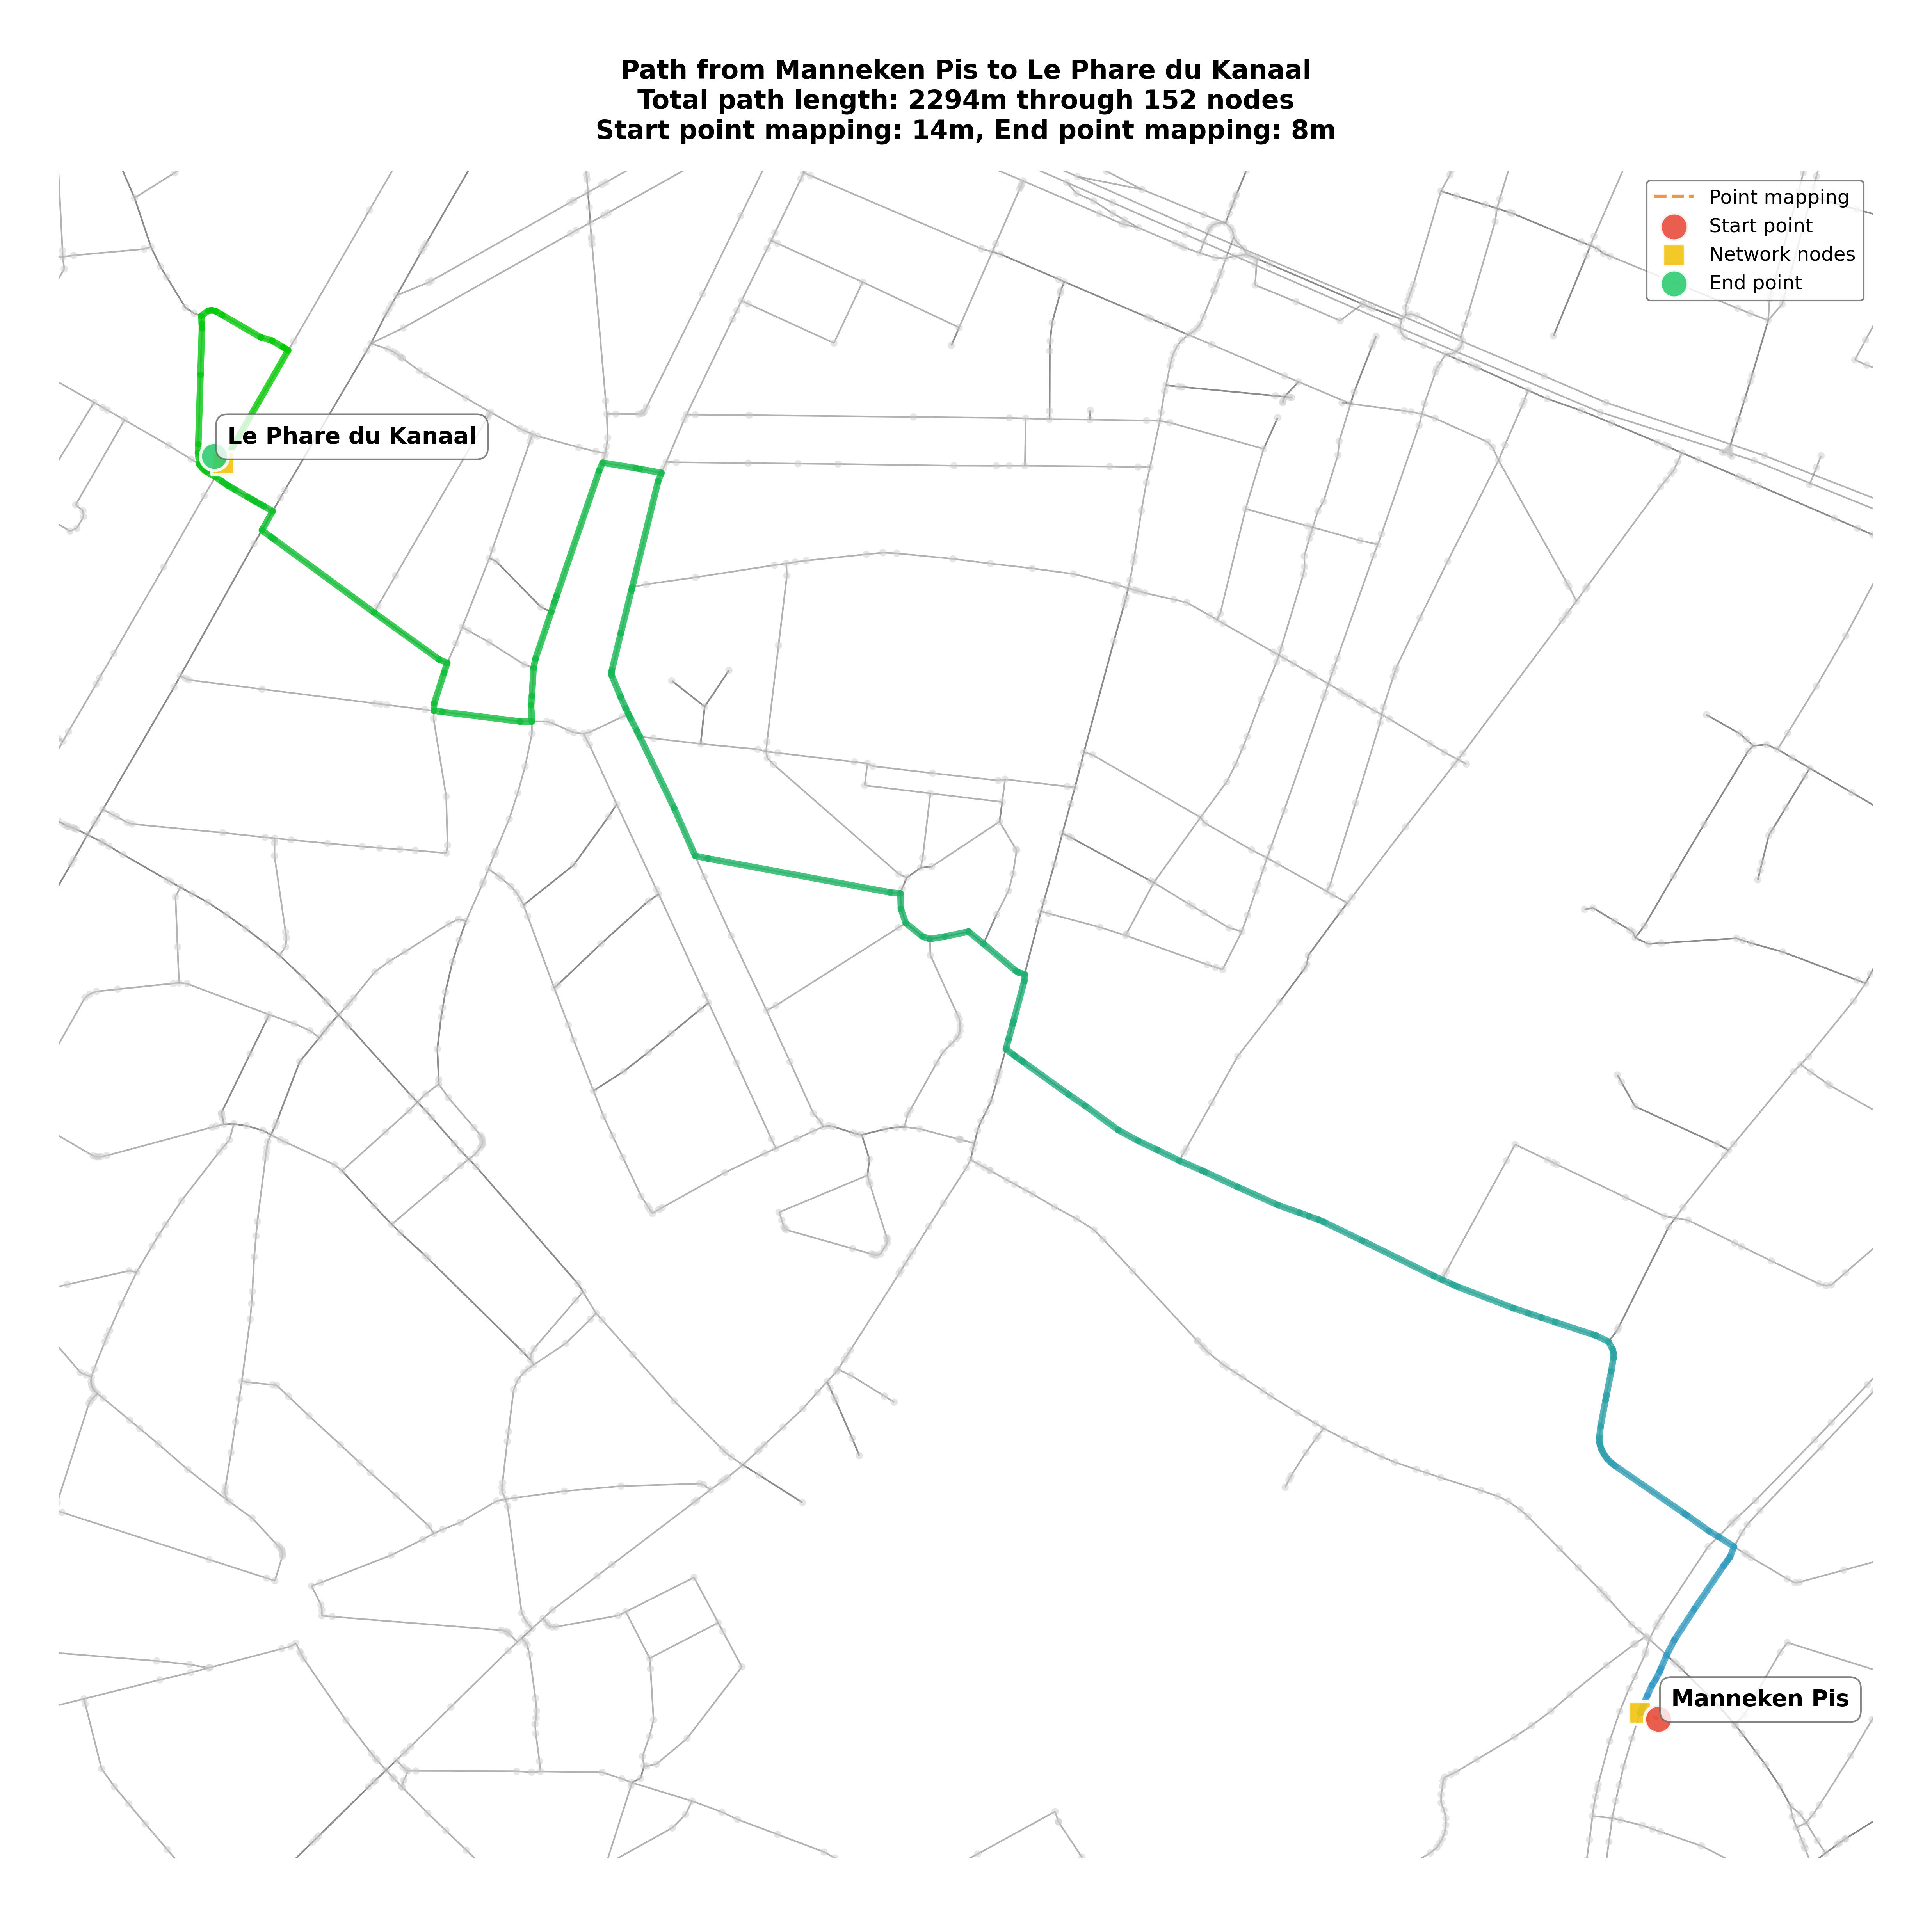 Path from Manneken Pis to Le Phare du Kanaal
Total path length: 2294m through 152 nodes
Start point mapping: 14m, End point mapping: 8m
Point mapping
Start point
Network nodes
End point
Le Phare du Kanaal
Manneken Pis